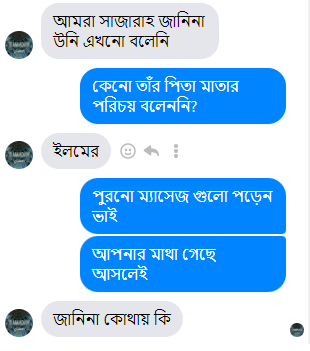 আমরা সাজারাহ জানিনা
উনি এখনো বলেনি
কেনো তাঁর পিতা মাতার
পরিচয় বলেননি?
ইলমের
পুরনো ম্যাসেজ গুলো পড়েন
ভাই
আপনার মাথা গেছে
আসলেই
জানিনা কোথায় কি